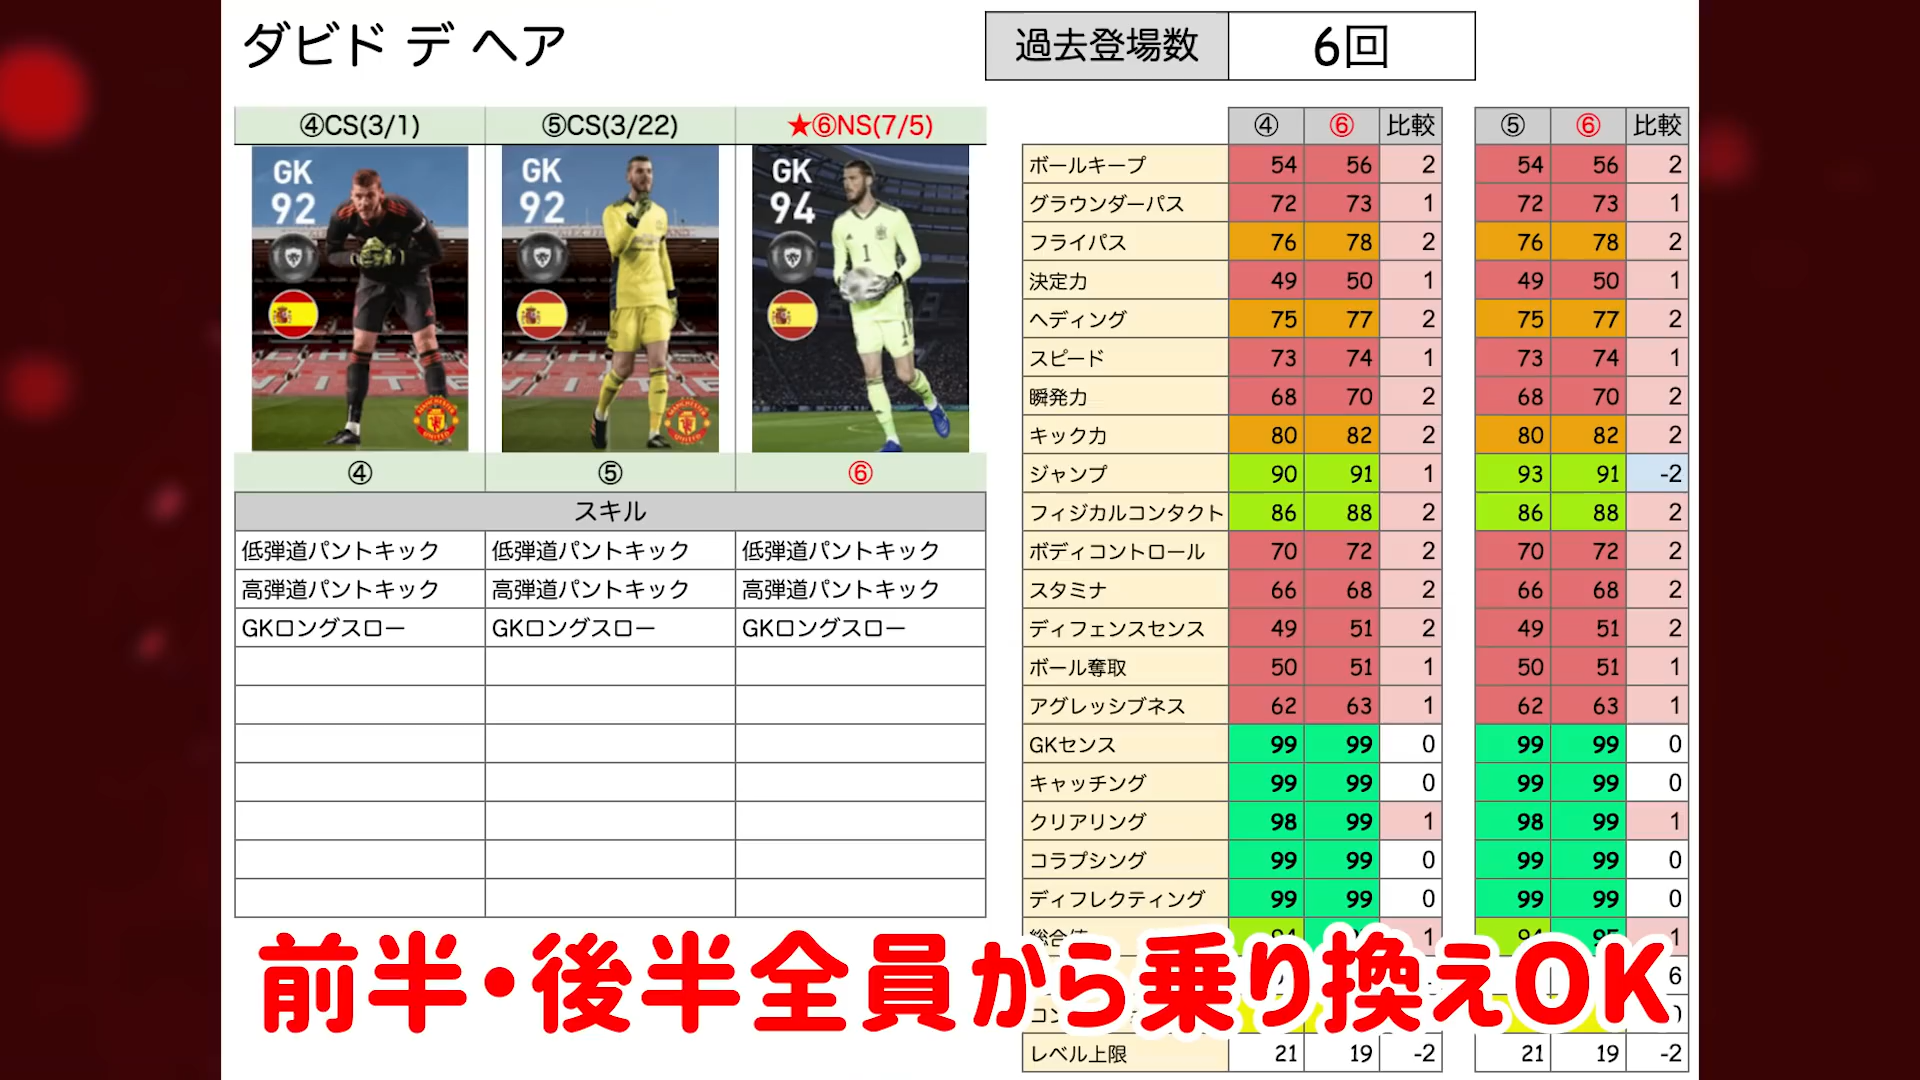 ダビド デ ヘア
過去登場数 6回
④CS(3/1) ⑤CS(3/22) ★⑥NS(7/5)
GK 92 GK 92 GK 94
④ ⑤ ⑥
スキル
低弾道パントキック 低弾道パントキック 低弾道パントキック
高弾道パントキック 高弾道パントキック 高弾道パントキック
GKロングスロー GKロングスロー GKロングスロー
④ ⑥ 比較 ⑤ ⑥ 比較
ボールキープ 54 56 2 54 56 2
グラウンダーパス 72 73 1 72 73 1
フライパス 76 78 2 76 78 2
決定力 49 50 1 49 50 1
ヘディング 75 77 2 75 77 2
スピード 73 74 1 73 74 1
瞬発力 68 70 2 68 70 2
キック力 80 82 2 80 82 2
ジャンプ 90 91 1 93 91 -2
フィジカルコンタクト 86 88 2 86 88 2
ボディコントロール 70 72 2 70 72 2
スタミナ 66 68 2 66 68 2
ディフェンスセンス 49 51 2 49 51 2
ボール奪取 50 51 1 50 51 1
アグレッシブネス 62 63 1 62 63 1
GKセンス 99 99 0 99 99 0
キャッチング 99 99 0 99 99 0
クリアリング 98 99 1 98 99 1
コラプシング 99 99 0 99 99 0
ディフレクティング 99 99 0 99 99 0
総合値 94 1 94 95 1
6
レベル上限 21 19 -2 21 19 -2
前半・後半全員から乗り換えOK